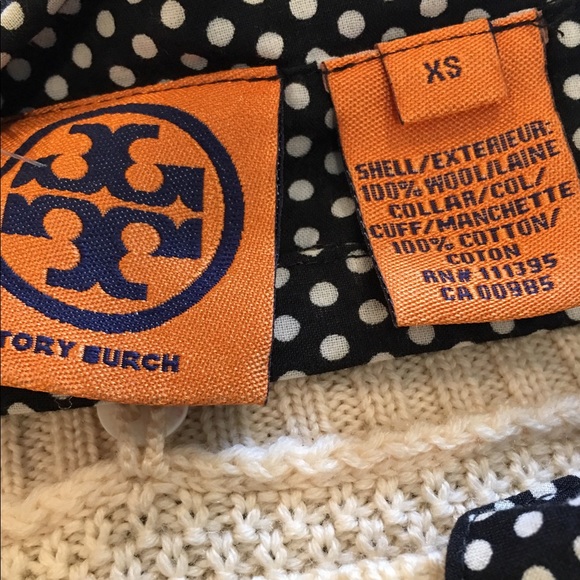 TORY BURCH
XS
SHELL/EXTERIEUR:
100% WOOL/LAINE
COLLAR/COL/
CUFF/MANCHETTE
100% COTTON/
COTON
RN# 111395
CA 00985